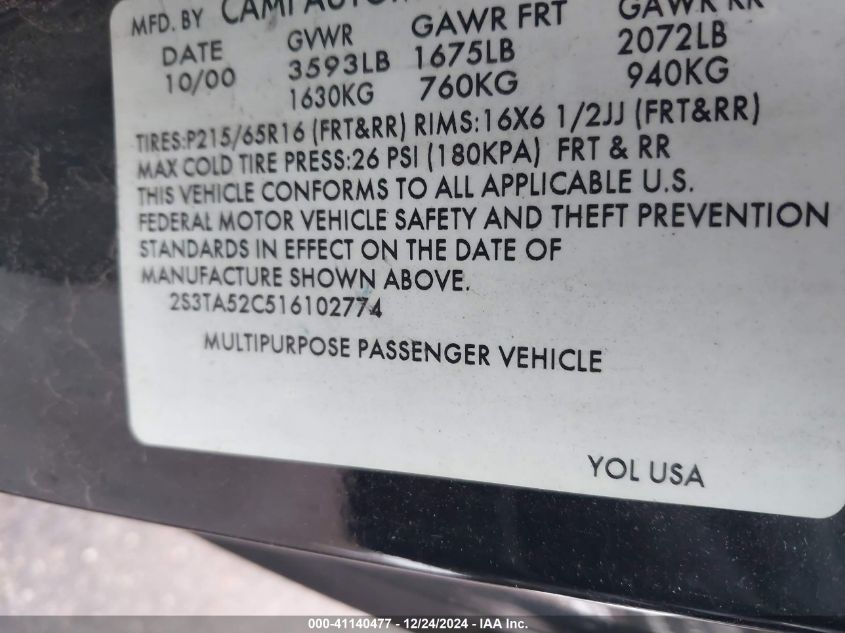 MFD. BY CAMI
DATE GVWR GAWR FRT GAWR RR
10/00 3593LB 1675LB 2072LB
1630KG 760KG 940KG
TIRES:P215/65R16 (FRT&RR) RIMS:16X6 1/2JJ (FRT&RR)
MAX COLD TIRE PRESS:26 PSI (180KPA) FRT & RR
THIS VEHICLE CONFORMS TO ALL APPLICABLE U.S.
FEDERAL MOTOR VEHICLE SAFETY AND THEFT PREVENTION
STANDARDS IN EFFECT ON THE DATE OF
MANUFACTURE SHOWN ABOVE.
2S3TA52C516102774
MULTIPURPOSE PASSENGER VEHICLE
YOL USA
000-41140477 - 12/24/2024 - IAA Inc.